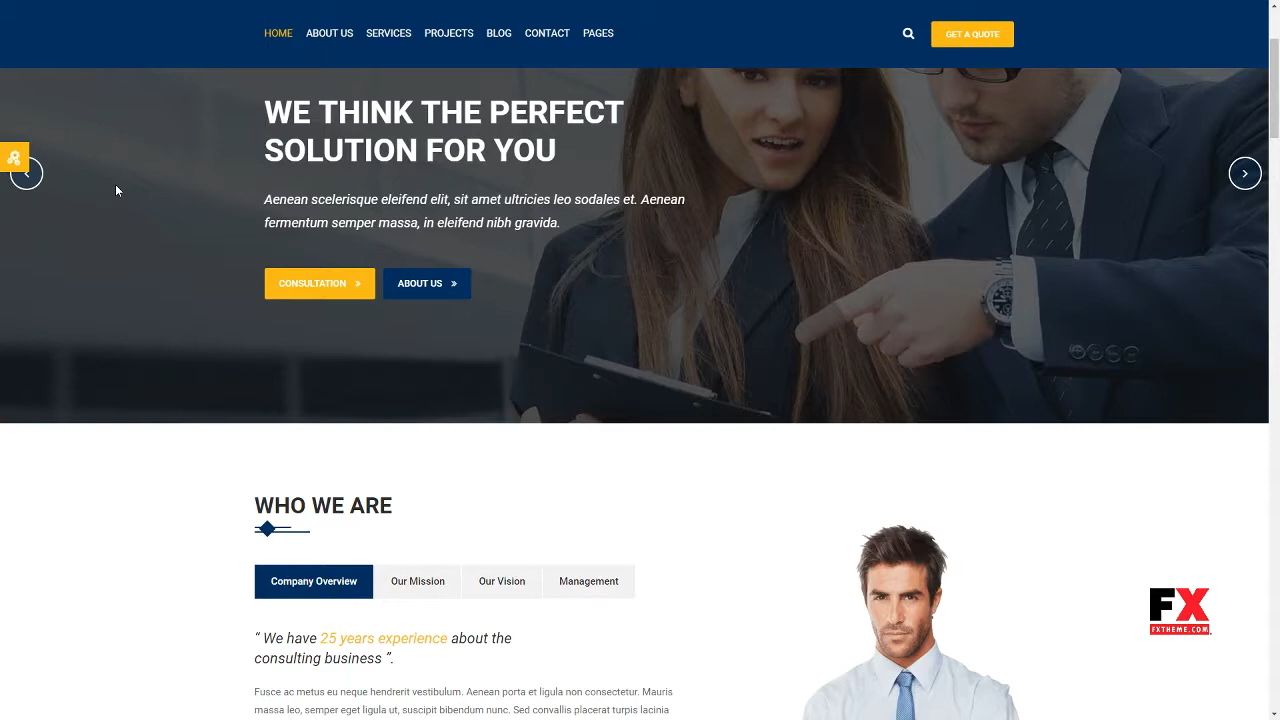 HOME ABOUT US SERVICES PROJECTS BLOG CONTACT PAGES GET A QUOTE
WE THINK THE PERFECT
SOLUTION FOR YOU
Aenean scelerisque eleifend elit, sit amet ultricies leo sodales et. Aenean
fermentum semper massa, in eleifend nibh gravida.
CONSULTATION » ABOUT US »
WHO WE ARE
Company Overview Our Mission Our Vision Management
“ We have 25 years experience about the
consulting business ”.
Fusce ac metus eu neque hendrerit vestibulum. Aenean porta et ligula non consectetur. Mauris
massa leo, semper eget ligula ut, suscipit bibendum nunc. Sed convallis placerat turpis lacinia
FX
FXTHEME.COM